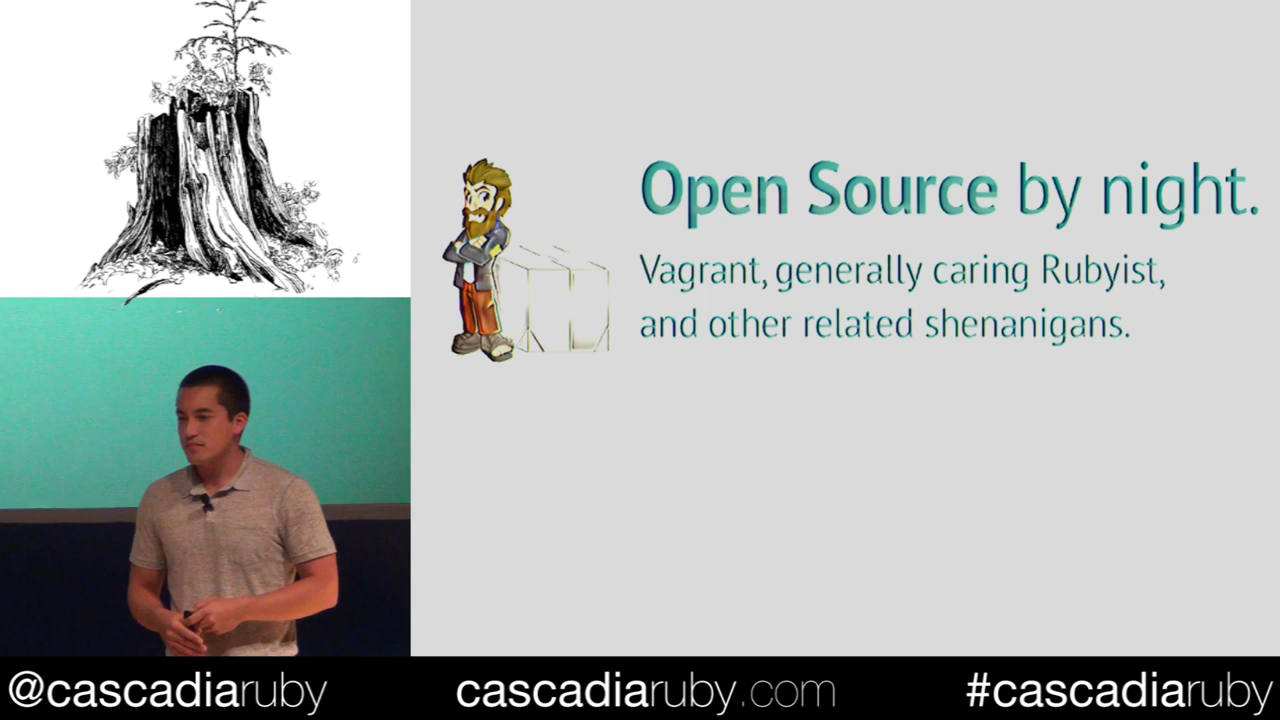 Open Source by night.
Vagrant, generally caring Rubyist,
and other related shenanigans.
@cascadiaruby
cascadiaruby.com
#cascadiaruby